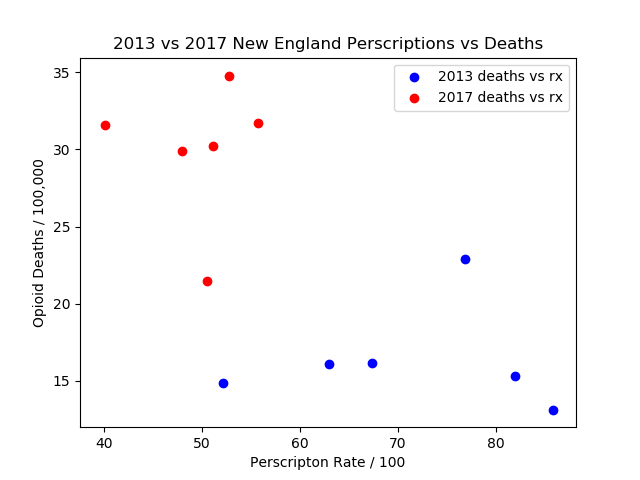 2013 vs 2017 New England Perscriptions vs Deaths
2013 deaths vs rx
2017 deaths vs rx
Opioid Deaths / 100,000
35
30
25
20
15
40 50 60 70 80
Perscripton Rate / 100